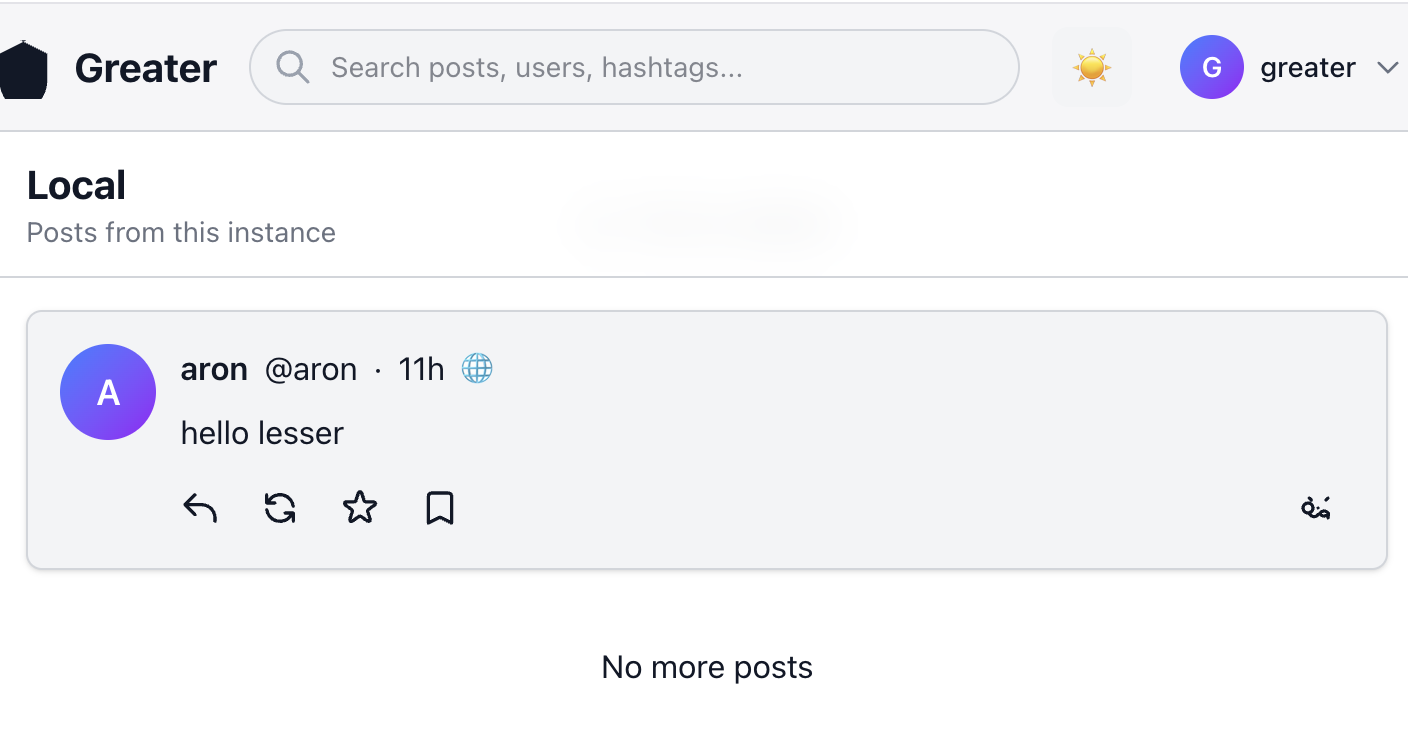 Greater
Search posts, users, hashtags...
G
greater
Local
Posts from this instance
A
aron @aron · 11h
hello lesser
No more posts